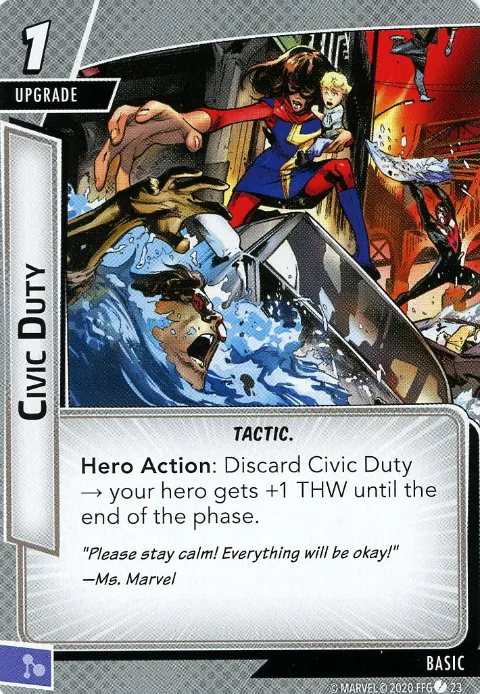 1
UPGRADE
CIVIC DUTY
TACTIC.
Hero Action: Discard Civic Duty
→ your hero gets +1 THW until the
end of the phase.
"Please stay calm! Everything will be okay!"
—Ms. Marvel
BASIC
© MARVEL © 2020 FFG 23